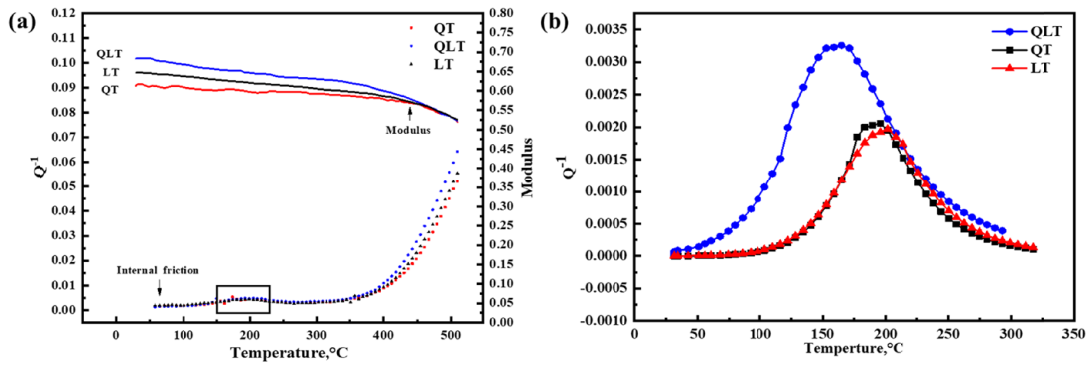 (a)
0.12
0.11
0.10
0.09
0.08
0.07
0.06
0.05
0.04
0.03
0.02
0.01
0.00
Q⁻¹
QLT
LT
QT
QT
QLT
LT
Modulus
Internal friction
0.80
0.75
0.70
0.65
0.60
0.55
0.50
0.45
0.40
0.35
0.30
0.25
0.20
0.15
0.10
0.05
0.00
Modulus
0 100 200 300 400 500
Temperature,°C
(b)
0.0035
0.0030
0.0025
0.0020
0.0015
0.0010
0.0005
0.0000
-0.0005
-0.0010
Q⁻¹
QLT
QT
LT
0 50 100 150 200 250 300 350
Temperture,°C